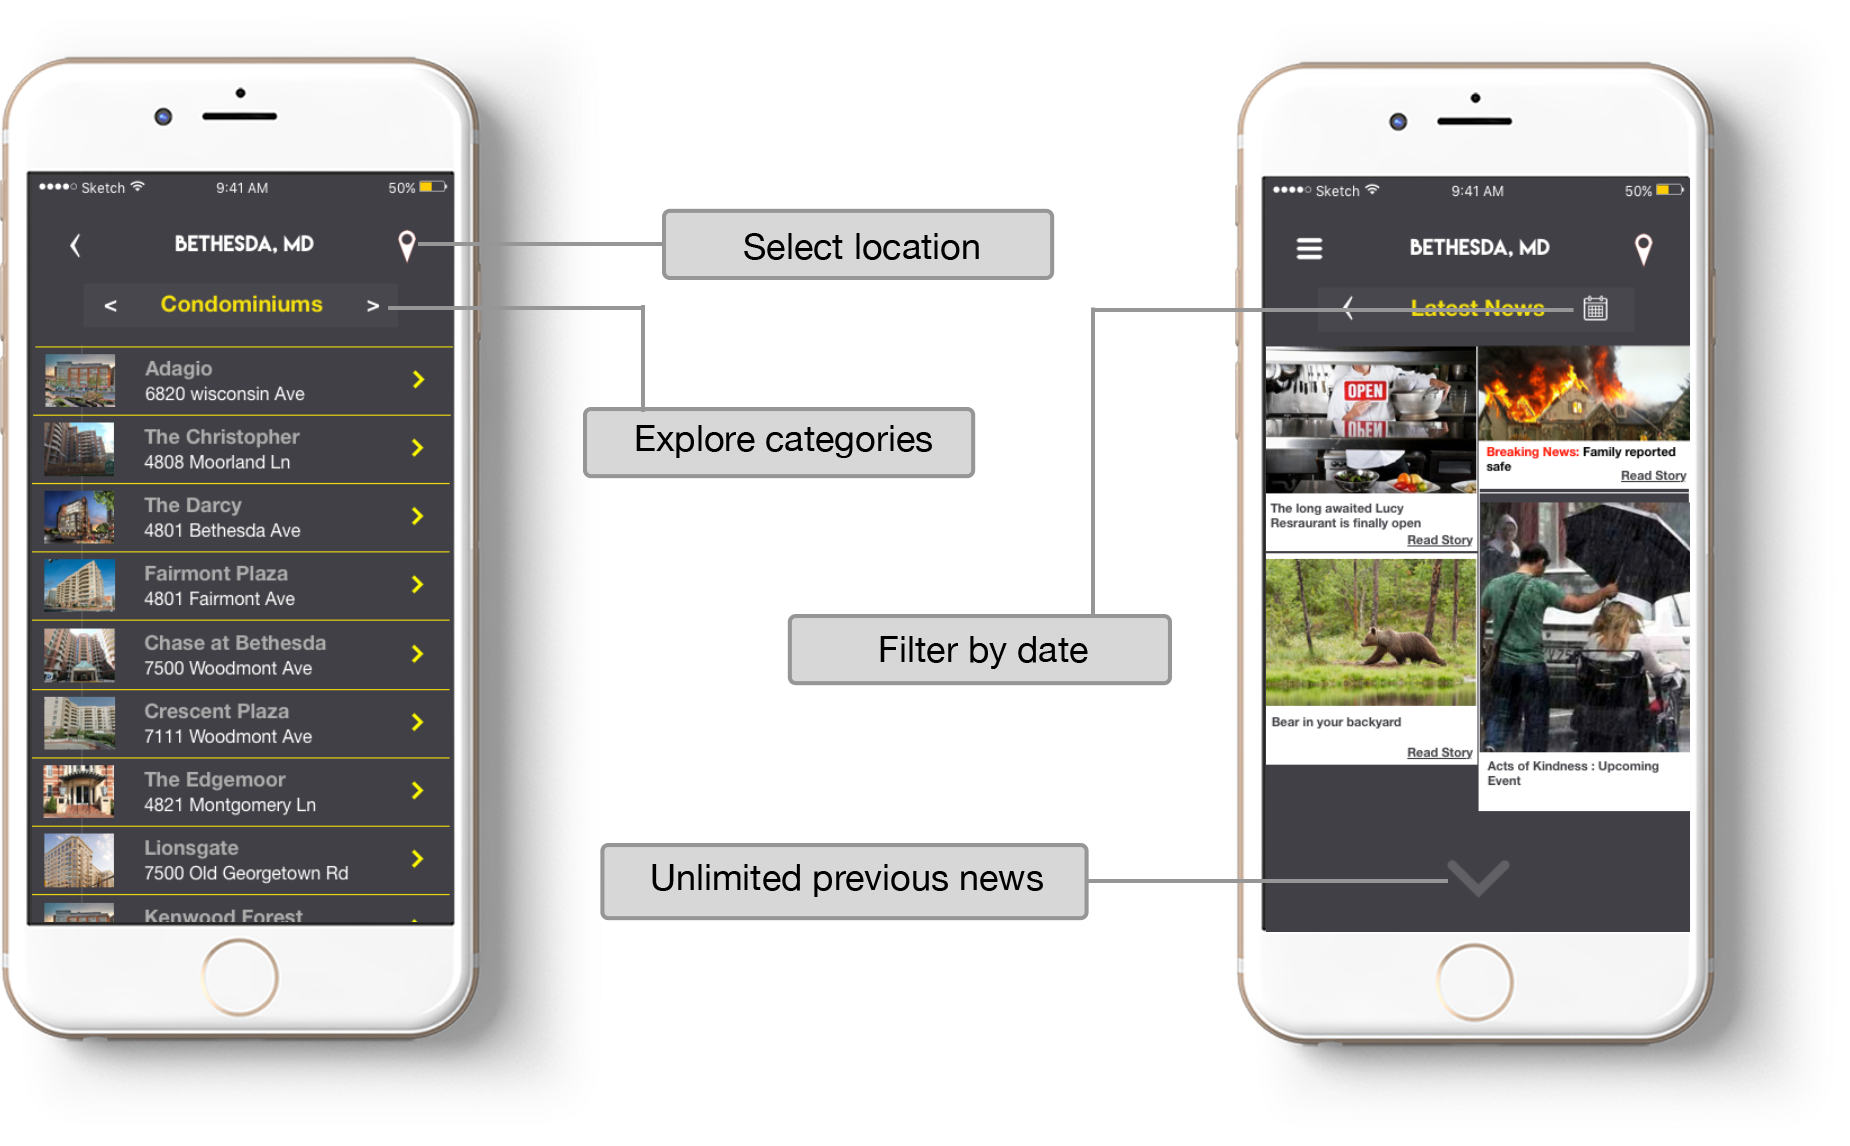 Sketch 9:41 AM 50%
BETHESDA, MD
< Condominiums >
Adagio
6820 wisconsin Ave
The Christopher
4808 Moorland Ln
The Darcy
4801 Bethesda Ave
Fairmont Plaza
4801 Fairmont Ave
Chase at Bethesda
7500 Woodmont Ave
Crescent Plaza
7111 Woodmont Ave
The Edgemoor
4821 Montgomery Ln
Lionsgate
7500 Old Georgetown Rd
Kenwood Forest
Select location
Explore categories
Filter by date
Unlimited previous news
Sketch 9:41 AM 50%
BETHESDA, MD
Latest News
OPEN
The long awaited Lucy
Resraurant is finally open
Read Story
Bear in your backyard
Read Story
Breaking News: Family reported
safe
Read Story
Acts of Kindness : Upcoming
Event